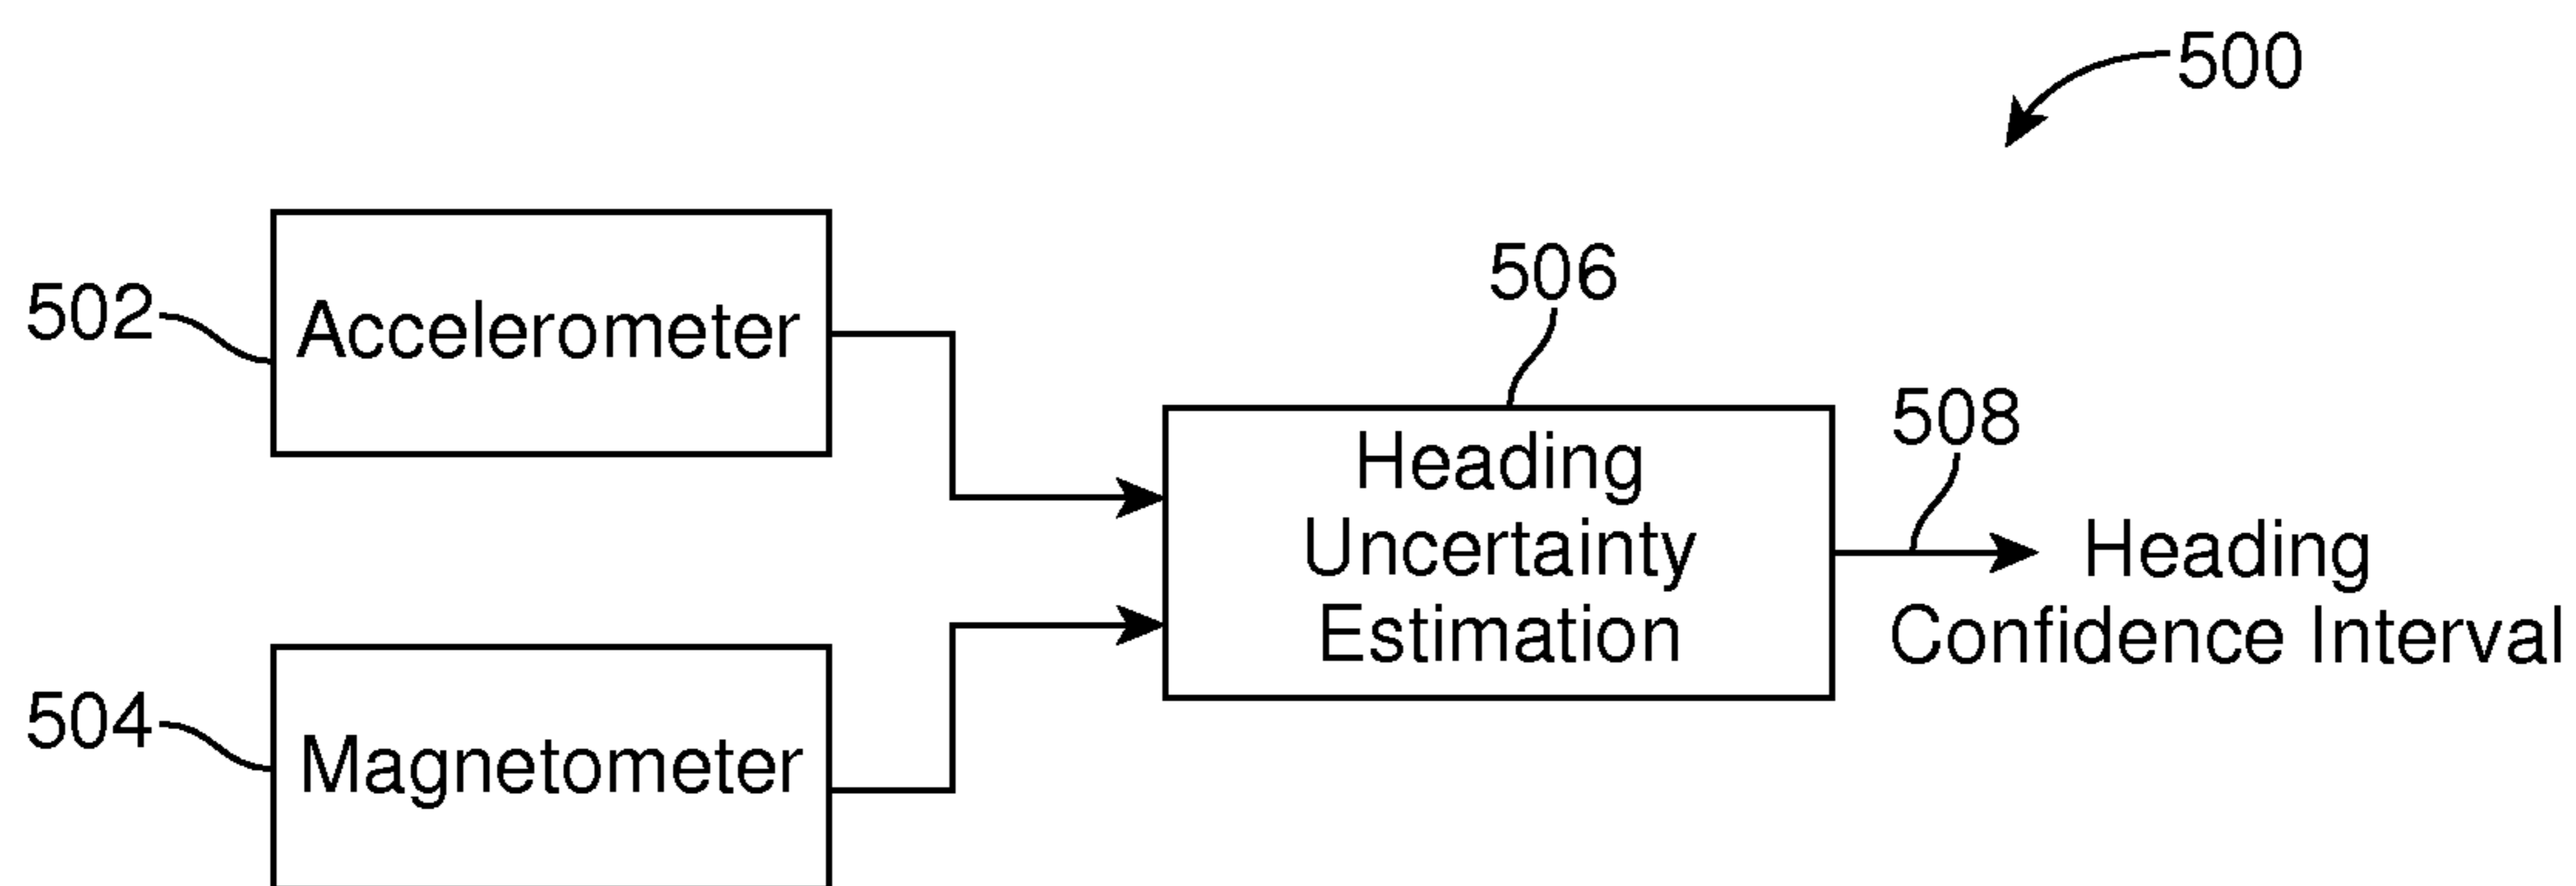 500
502
Accelerometer
506
Heading
Uncertainty
Estimation
508
Heading
Confidence Interval
504
Magnetometer